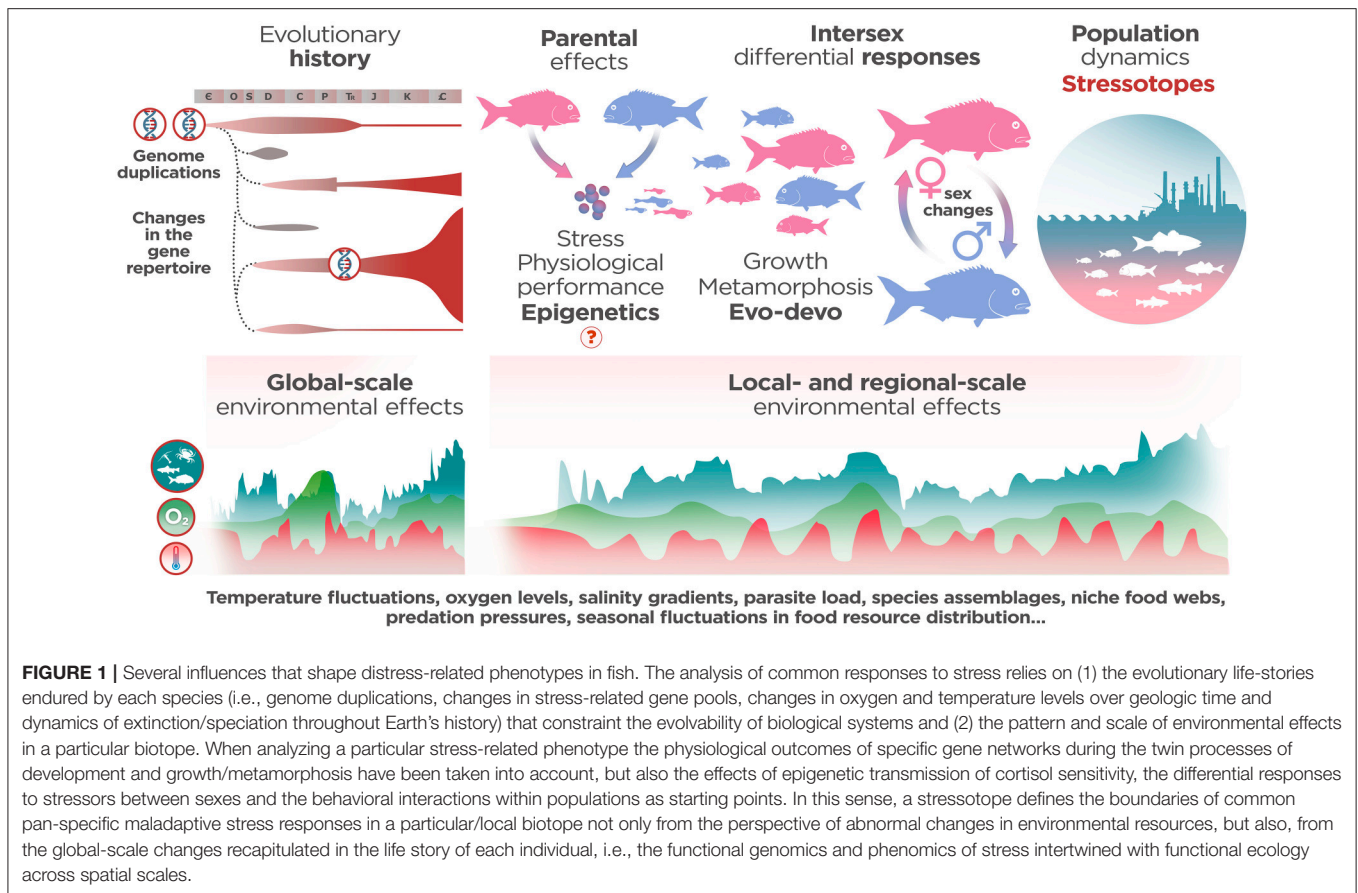 Evolutionary
history
Є O S D C P Tʀ J K ₤
Genome
duplications
Changes
in the
gene
repertoire
Parental
effects
Stress
Physiological
performance
Epigenetics
?
Intersex
differential responses
♀
sex
changes
♂
Growth
Metamorphosis
Evo-devo
Population
dynamics
Stressotopes
Global-scale
environmental effects
Local- and regional-scale
environmental effects
O₂
Temperature fluctuations, oxygen levels, salinity gradients, parasite load, species assemblages, niche food webs,
predation pressures, seasonal fluctuations in food resource distribution...
FIGURE 1 | Several influences that shape distress-related phenotypes in fish. The analysis of common responses to stress relies on (1) the evolutionary life-stories
endured by each species (i.e., genome duplications, changes in stress-related gene pools, changes in oxygen and temperature levels over geologic time and
dynamics of extinction/speciation throughout Earth's history) that constraint the evolvability of biological systems and (2) the pattern and scale of environmental effects
in a particular biotope. When analyzing a particular stress-related phenotype the physiological outcomes of specific gene networks during the twin processes of
development and growth/metamorphosis have been taken into account, but also the effects of epigenetic transmission of cortisol sensitivity, the differential responses
to stressors between sexes and the behavioral interactions within populations as starting points. In this sense, a stressotope defines the boundaries of common
pan-specific maladaptive stress responses in a particular/local biotope not only from the perspective of abnormal changes in environmental resources, but also, from
the global-scale changes recapitulated in the life story of each individual, i.e., the functional genomics and phenomics of stress intertwined with functional ecology
across spatial scales.